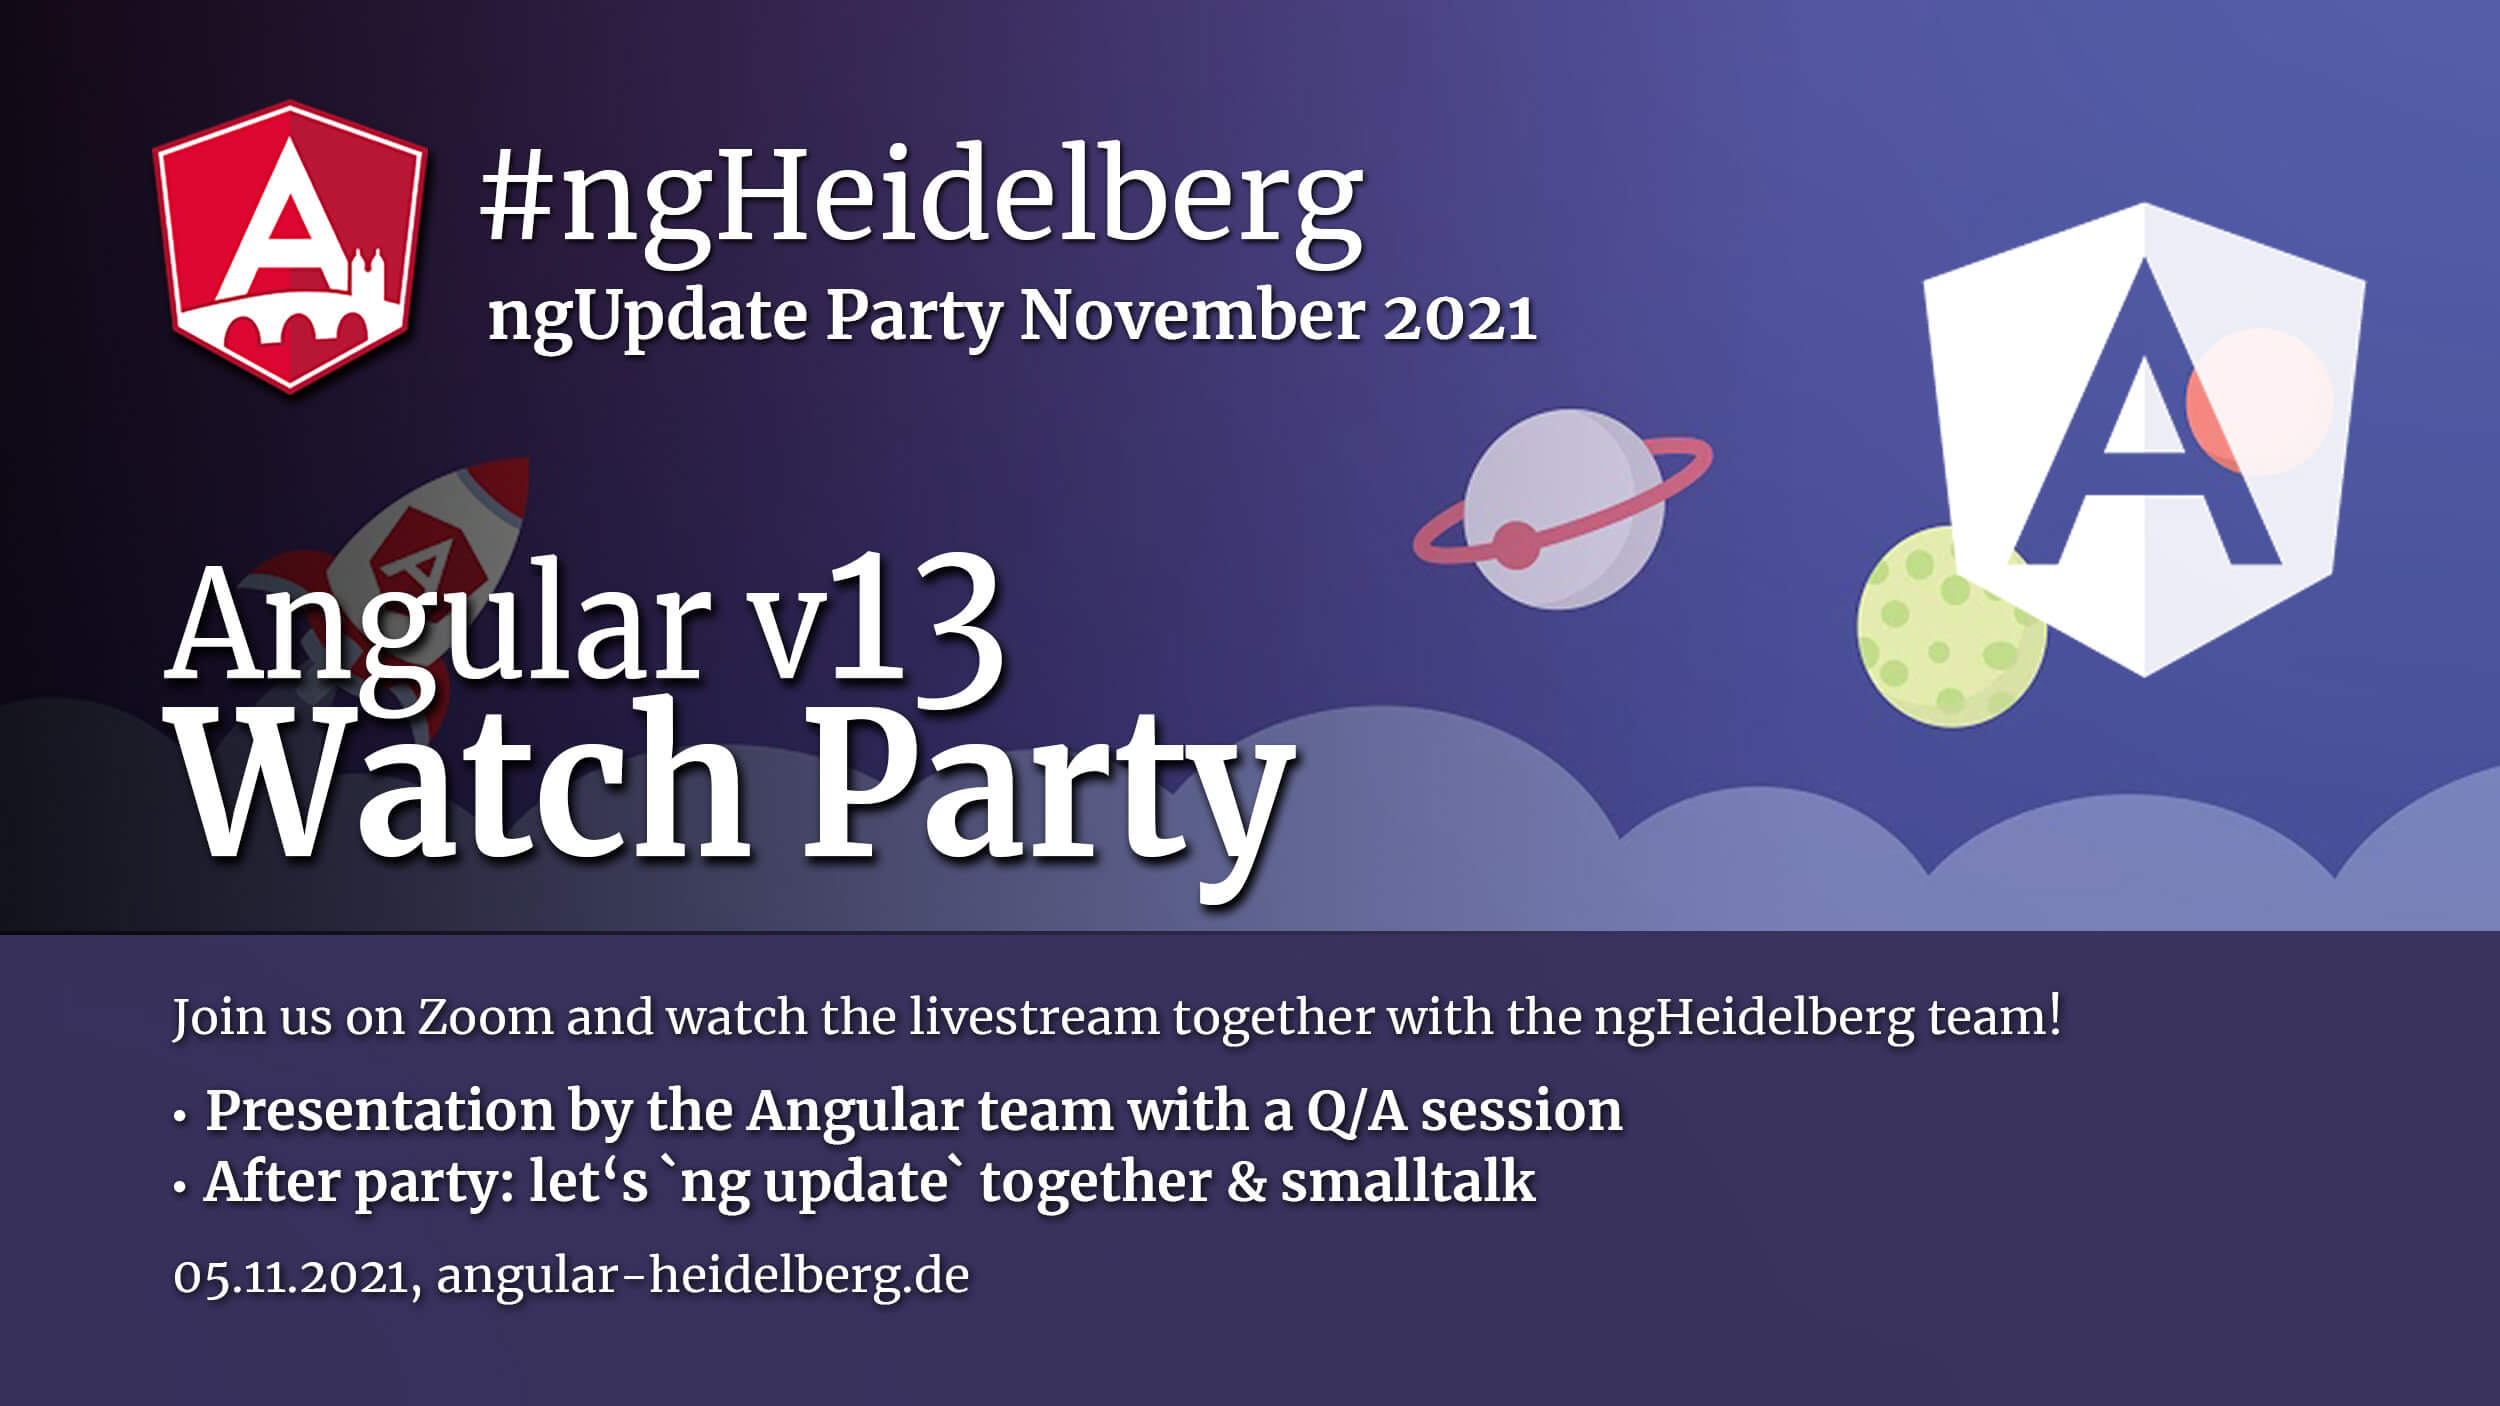 #ngHeidelberg
ngUpdate Party November 2021
Angular v13
Watch Party
Join us on Zoom and watch the livestream together with the ngHeidelberg team!
• Presentation by the Angular team with a Q/A session
• After party: let‘s `ng update` together & smalltalk
05.11.2021, angular-heidelberg.de